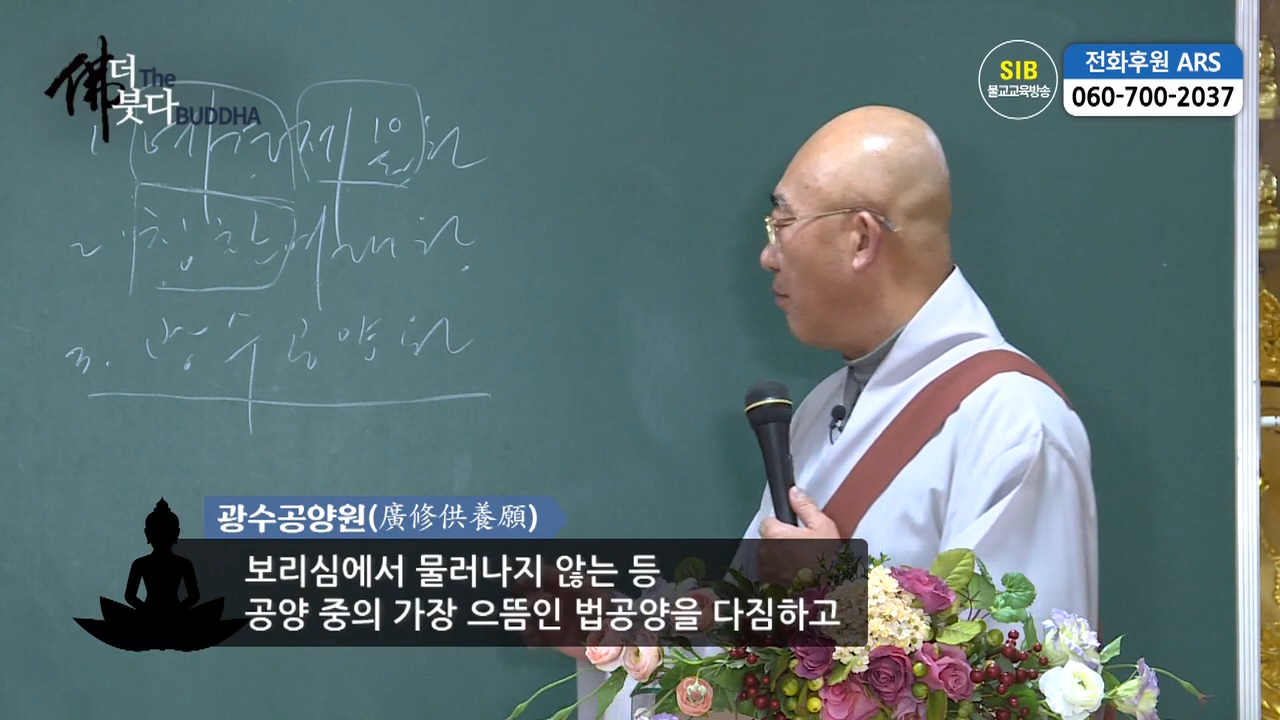 佛
더
붓다
The
BUDDHA
SIB
불교교육방송
전화후원 ARS
060-700-2037
1. 예경제불원
2. 칭찬여래원
3. 광수공양원
광수공양원(廣修供養願)
보리심에서 물러나지 않는 등
공양 중의 가장 으뜸인 법공양을 다짐하고